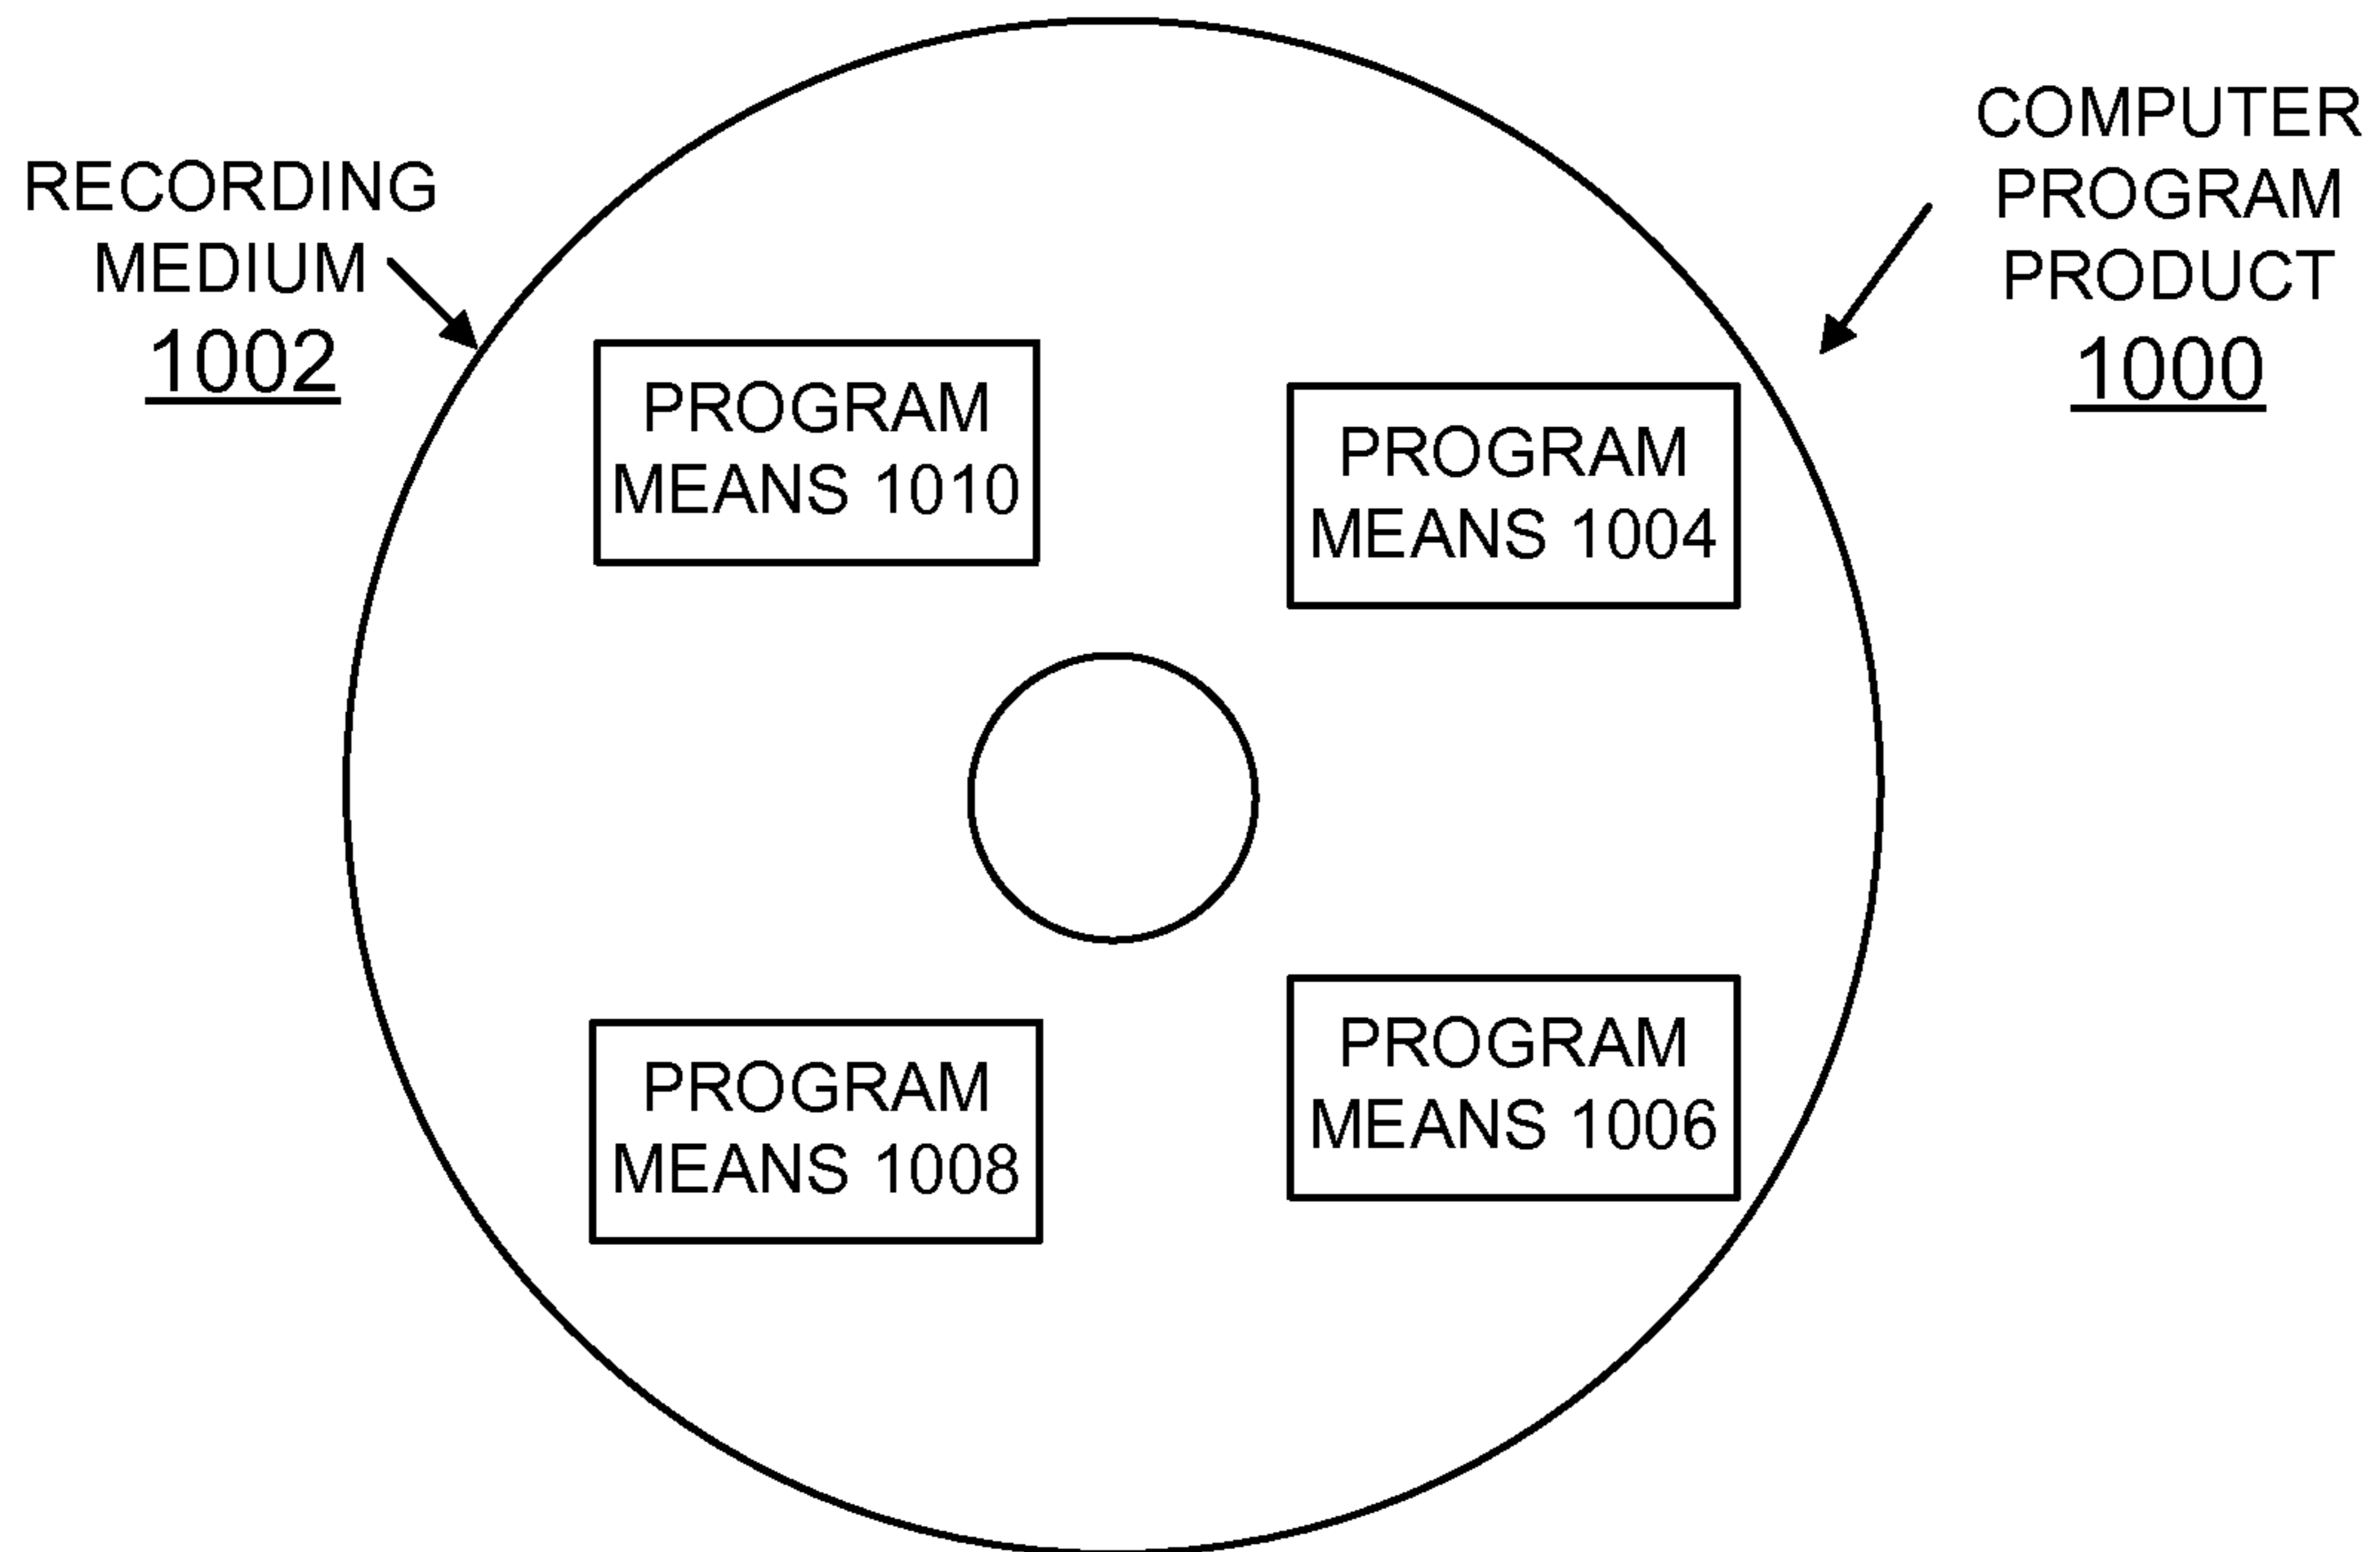 RECORDING
MEDIUM
1002
COMPUTER
PROGRAM
PRODUCT
1000
PROGRAM
MEANS 1010
PROGRAM
MEANS 1004
PROGRAM
MEANS 1008
PROGRAM
MEANS 1006